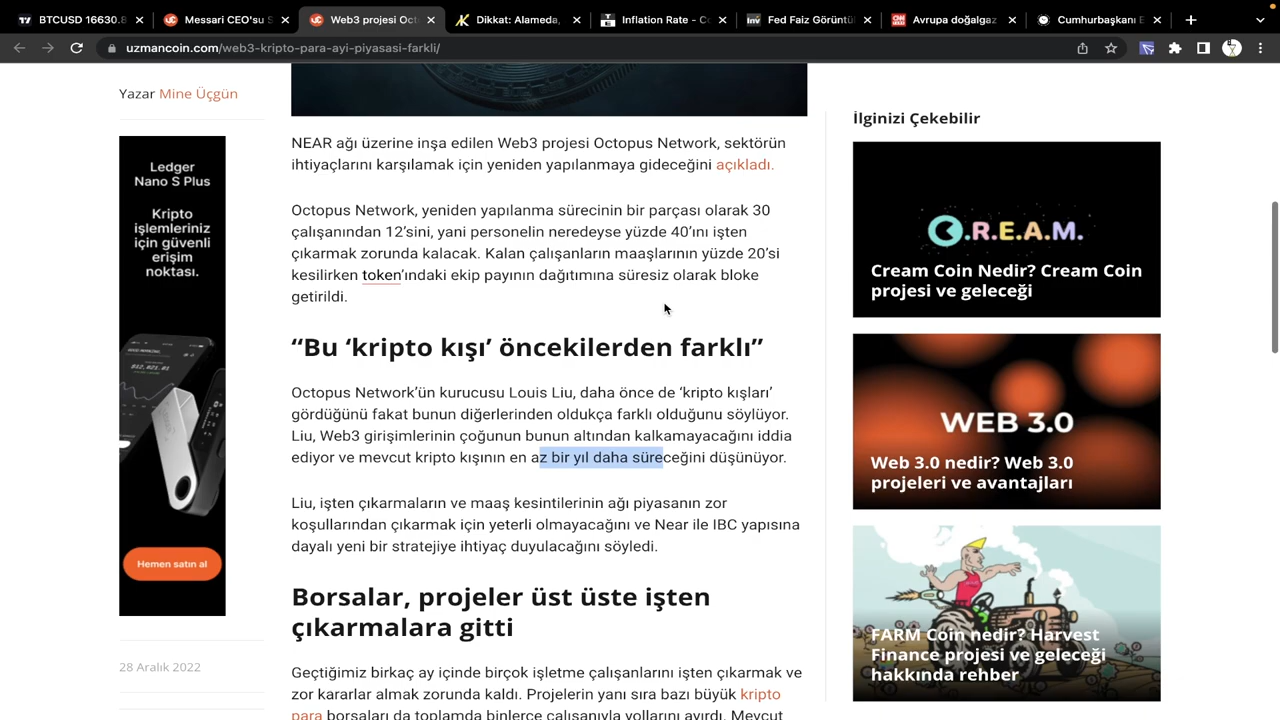 BTCUSD 16630.8
Messari CEO'su S
Web3 projesi Oct
Dikkat: Alameda,
Inflation Rate - Co
Fed Faiz Görüntül
Avrupa doğalgaz
Cumhurbaşkanı E
uzmancoin.com/web3-kripto-para-ayi-piyasasi-farkli/
Yazar Mine Üçgün
Ledger
Nano S Plus
Kripto
işlemleriniz
için güvenli
erişim
noktası.
Hemen satın al
28 Aralık 2022
NEAR ağı üzerine inşa edilen Web3 projesi Octopus Network, sektörün
ihtiyaçlarını karşılamak için yeniden yapılanmaya gideceğini açıkladı.
Octopus Network, yeniden yapılanma sürecinin bir parçası olarak 30
çalışanından 12’sini, yani personelin neredeyse yüzde 40’ını işten
çıkarmak zorunda kalacak. Kalan çalışanların maaşlarının yüzde 20’si
kesilirken token’ındaki ekip payının dağıtımına süresiz olarak bloke
getirildi.
“Bu ‘kripto kışı’ öncekilerden farklı”
Octopus Network’ün kurucusu Louis Liu, daha önce de ‘kripto kışları’
gördüğünü fakat bunun diğerlerinden oldukça farklı olduğunu söylüyor.
Liu, Web3 girişimlerinin çoğunun bunun altından kalkamayacağını iddia
ediyor ve mevcut kripto kışının en az bir yıl daha süreceğini düşünüyor.
Liu, işten çıkarmaların ve maaş kesintilerinin ağı piyasanın zor
koşullarından çıkarmak için yeterli olmayacağını ve Near ile IBC yapısına
dayalı yeni bir stratejiye ihtiyaç duyulacağını söyledi.
Borsalar, projeler üst üste işten
çıkarmalara gitti
Geçtiğimiz birkaç ay içinde birçok işletme çalışanlarını işten çıkarmak ve
zor kararlar almak zorunda kaldı. Projelerin yanı sıra bazı büyük kripto
para borsaları da toplamda binlerce çalışanıyla yollarını ayırdı. Mevcut
İlginizi Çekebilir
C.R.E.A.M.
Cream Coin Nedir? Cream Coin
projesi ve geleceği
WEB 3.0
Web 3.0 nedir? Web 3.0
projeleri ve avantajları
FARM Coin nedir? Harvest
Finance projesi ve geleceği
hakkında rehber